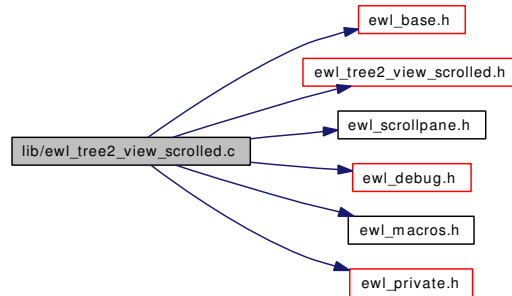 ewl_base.h
ewl_tree2_view_scrolled.h
ewl_scrollpane.h
lib/ewl_tree2_view_scrolled.c
ewl_debug.h
ewl_macros.h
ewl_private.h